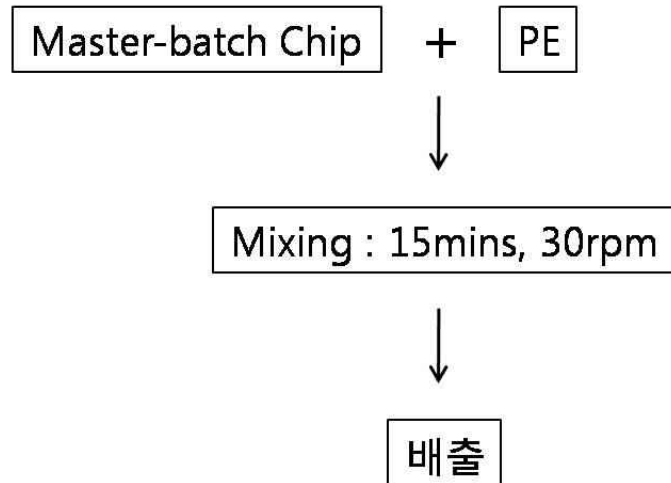 Master-batch Chip + PE
Mixing : 15mins, 30rpm
배출